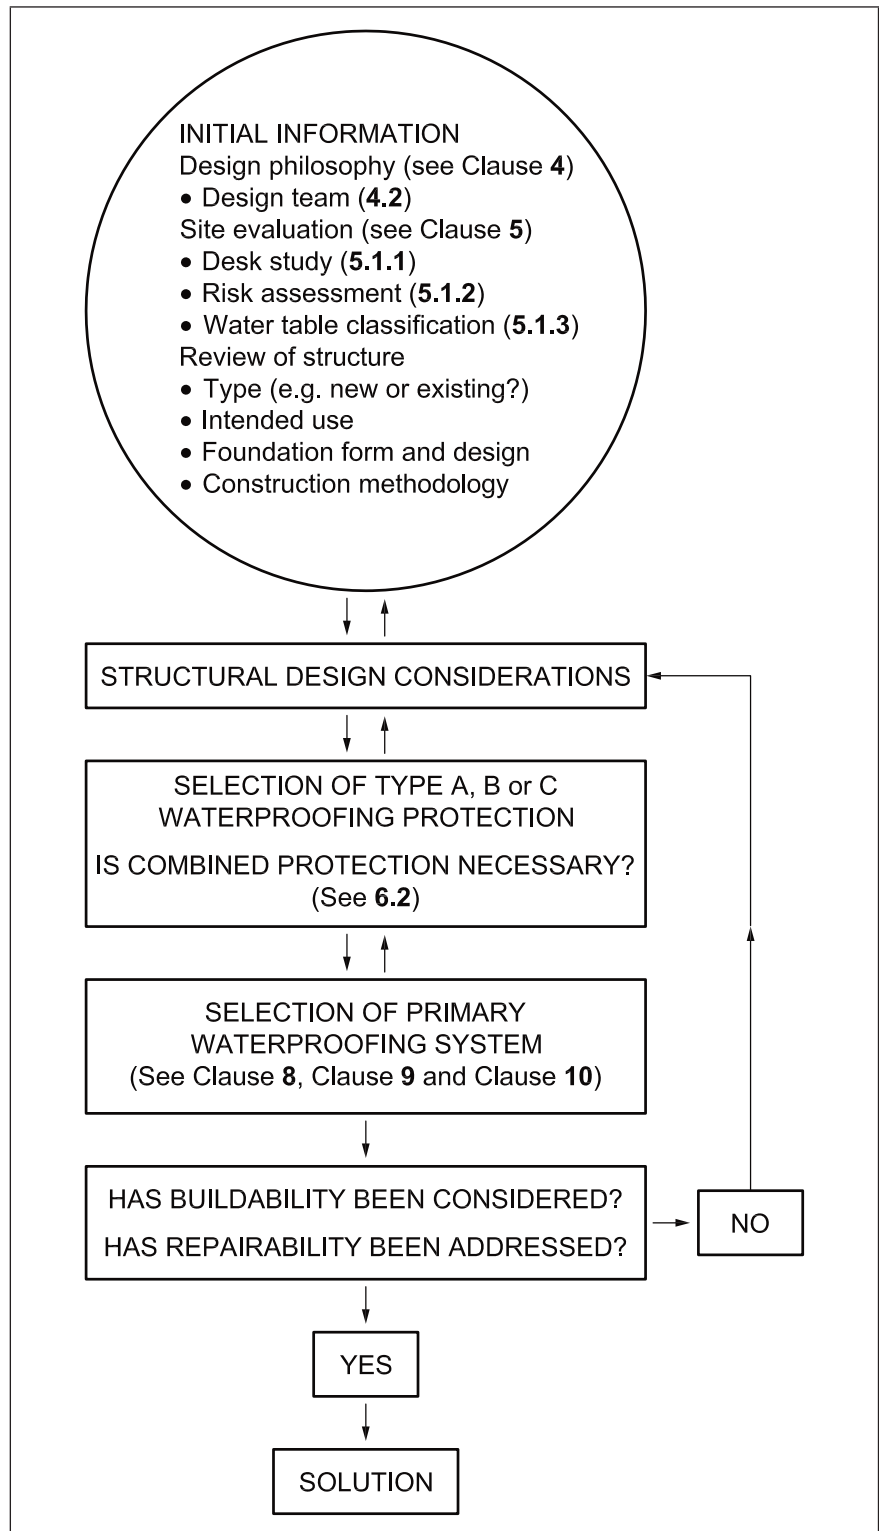 INITIAL INFORMATION
Design philosophy (see Clause 4)
• Design team (4.2)
Site evaluation (see Clause 5)
• Desk study (5.1.1)
• Risk assessment (5.1.2)
• Water table classification (5.1.3)
Review of structure
• Type (e.g. new or existing?)
• Intended use
• Foundation form and design
• Construction methodology
STRUCTURAL DESIGN CONSIDERATIONS
SELECTION OF TYPE A, B or C
WATERPROOFING PROTECTION
IS COMBINED PROTECTION NECESSARY?
(See 6.2)
SELECTION OF PRIMARY
WATERPROOFING SYSTEM
(See Clause 8, Clause 9 and Clause 10)
HAS BUILDABILITY BEEN CONSIDERED?
HAS REPAIRABILITY BEEN ADDRESSED?
NO
YES
SOLUTION